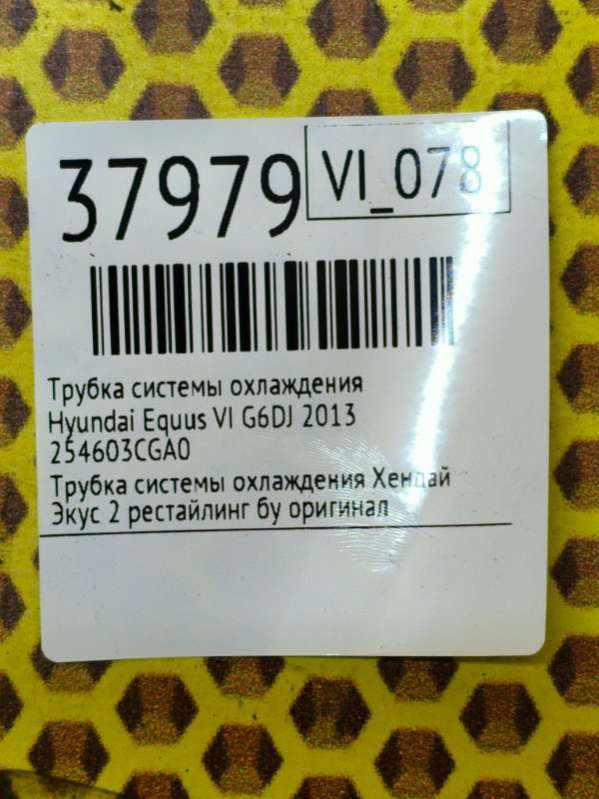 37979
VI_078
Трубка системы охлаждения
Hyundai Equus VI G6DJ 2013
254603CGA0
Трубка системы охлаждения Хендай
Экус 2 рестайлинг бу оригинал